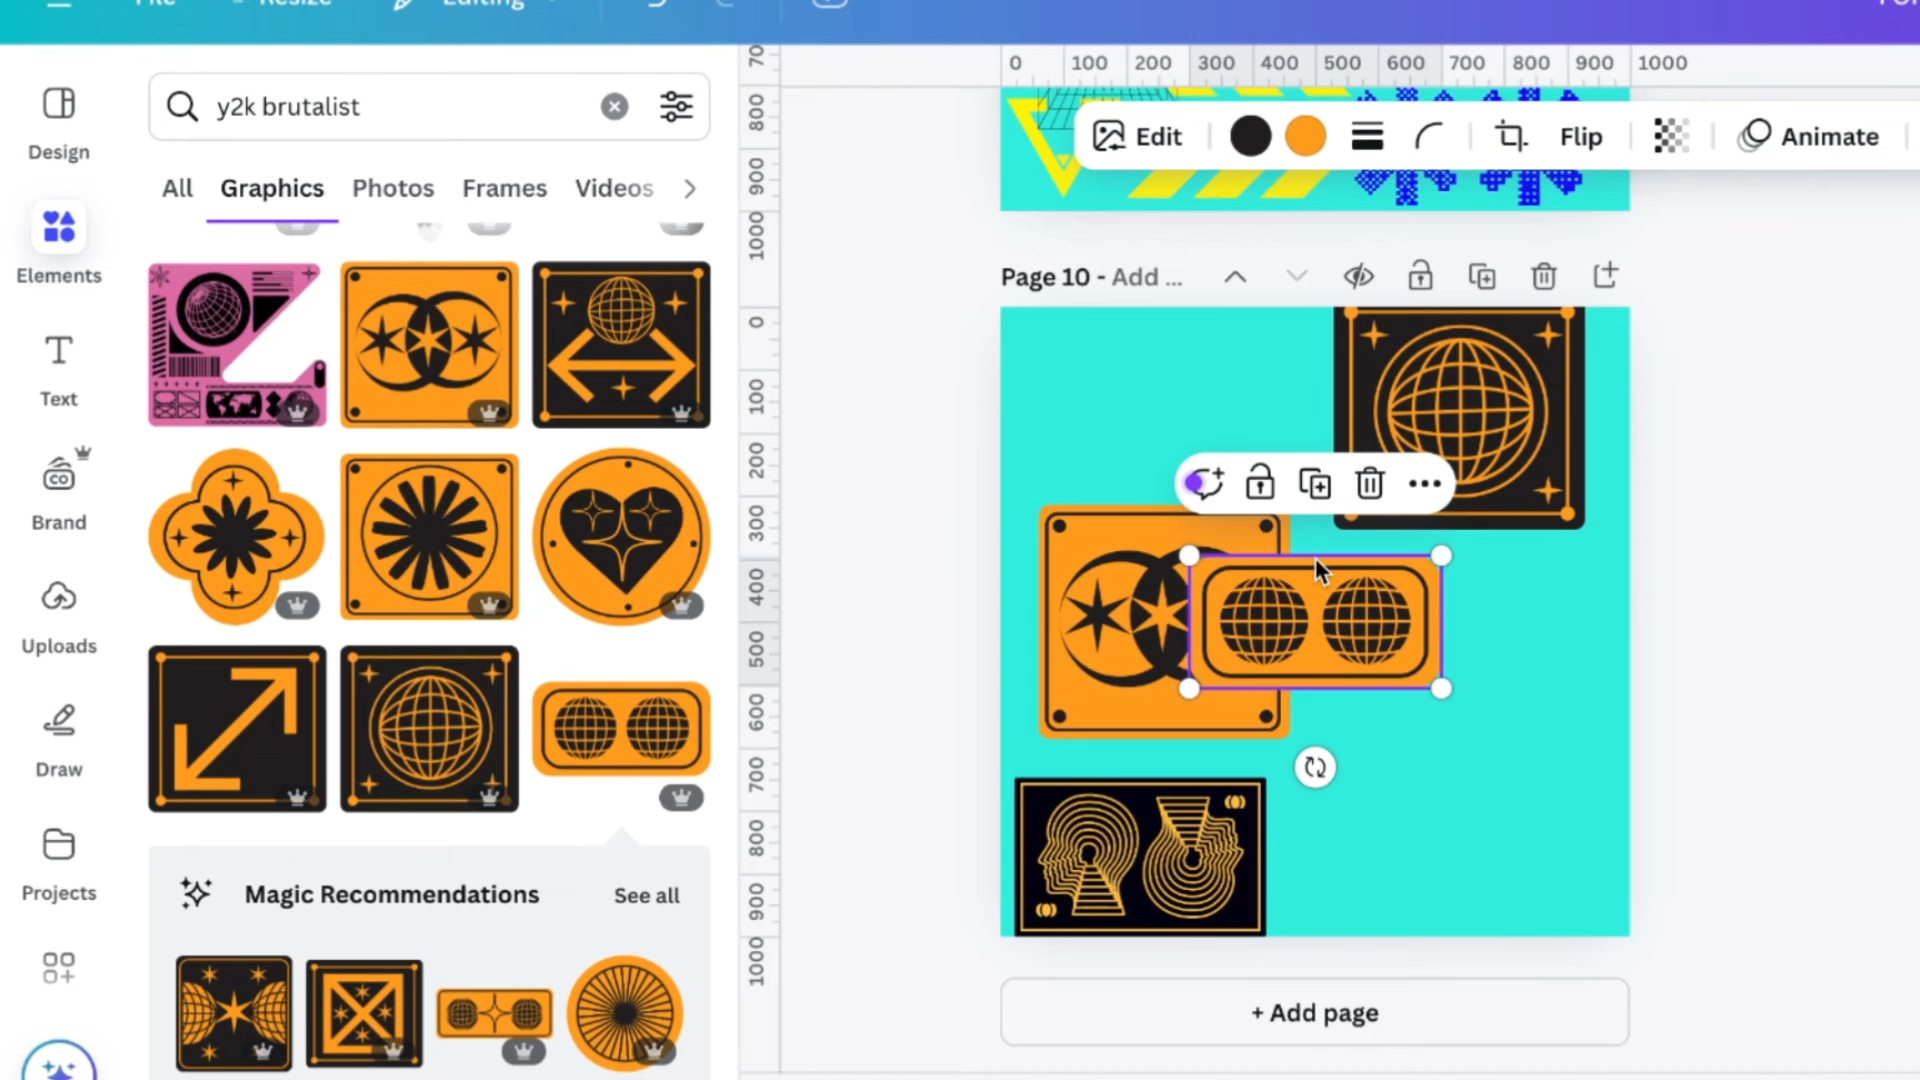 File
Resize
Editing
Design
Elements
Text
Brand
Uploads
Draw
Projects
y2k brutalist
All
Graphics
Photos
Frames
Videos
Magic Recommendations
See all
0 100 200 300 400 500 600 700 800 900 1000
70
800
900
1000
0
100
200
300
400
500
600
700
800
900
1000
Edit
Flip
Animate
Page 10 - Add ...
+ Add page